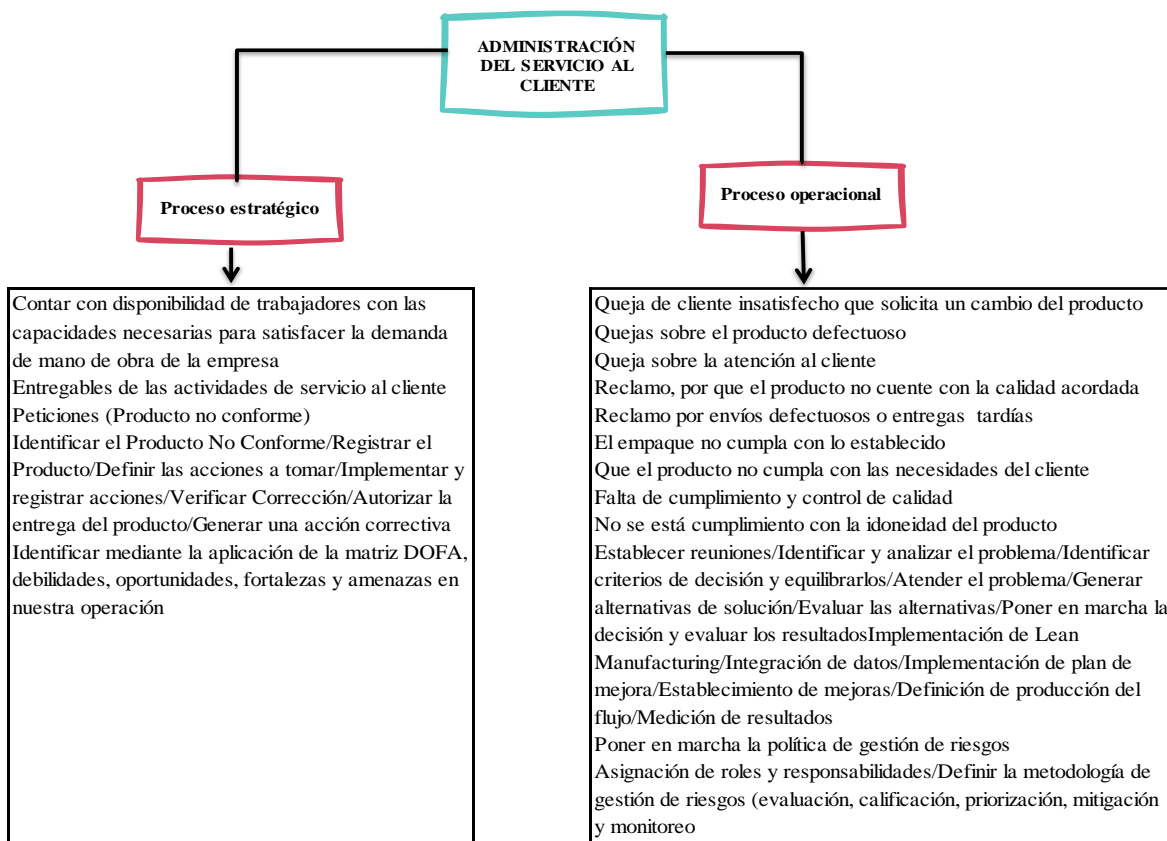 ADMINISTRACIÓN
DEL SERVICIO AL
CLIENTE
Proceso estratégico
Proceso operacional
Contar con disponibilidad de trabajadores con las
capacidades necesarias para satisfacer la demanda
de mano de obra de la empresa
Entregables de las actividades de servicio al cliente
Peticiones (Producto no conforme)
Identificar el Producto No Conforme/Registrar el
Producto/Definir las acciones a tomar/Implementar y
registrar acciones/Verificar Corrección/Autorizar la
entrega del producto/Generar una acción correctiva
Identificar mediante la aplicación de la matriz DOFA,
debilidades, oportunidades, fortalezas y amenazas en
nuestra operación
Queja de cliente insatisfecho que solicita un cambio del producto
Quejas sobre el producto defectuoso
Queja sobre la atención al cliente
Reclamo, por que el producto no cuente con la calidad acordada
Reclamo por envíos defectuosos o entregas tardías
El empaque no cumpla con lo establecido
Que el producto no cumpla con las necesidades del cliente
Falta de cumplimiento y control de calidad
No se está cumplimiento con la idoneidad del producto
Establecer reuniones/Identificar y analizar el problema/Identificar
criterios de decisión y equilibrarlos/Atender el problema/Generar
alternativas de solución/Evaluar las alternativas/Poner en marcha la
decisión y evaluar los resultadosImplementación de Lean
Manufacturing/Integración de datos/Implementación de plan de
mejora/Establecimiento de mejoras/Definición de producción del
flujo/Medición de resultados
Poner en marcha la política de gestión de riesgos
Asignación de roles y responsabilidades/Definir la metodología de
gestión de riesgos (evaluación, calificación, priorización, mitigación
y monitoreo